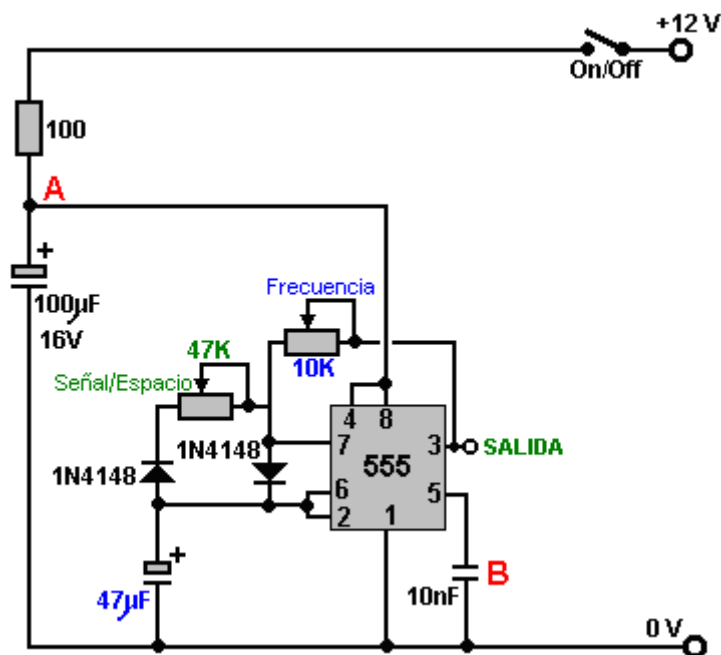 +12 V
On/Off
100
A
+
100µF
16V
Frecuencia
10K
47K
Señal/Espacio
1N4148
1N4148
4 8
7
3
SALIDA
555
6
5
2
1
+
47µF
10nF
B
0 V